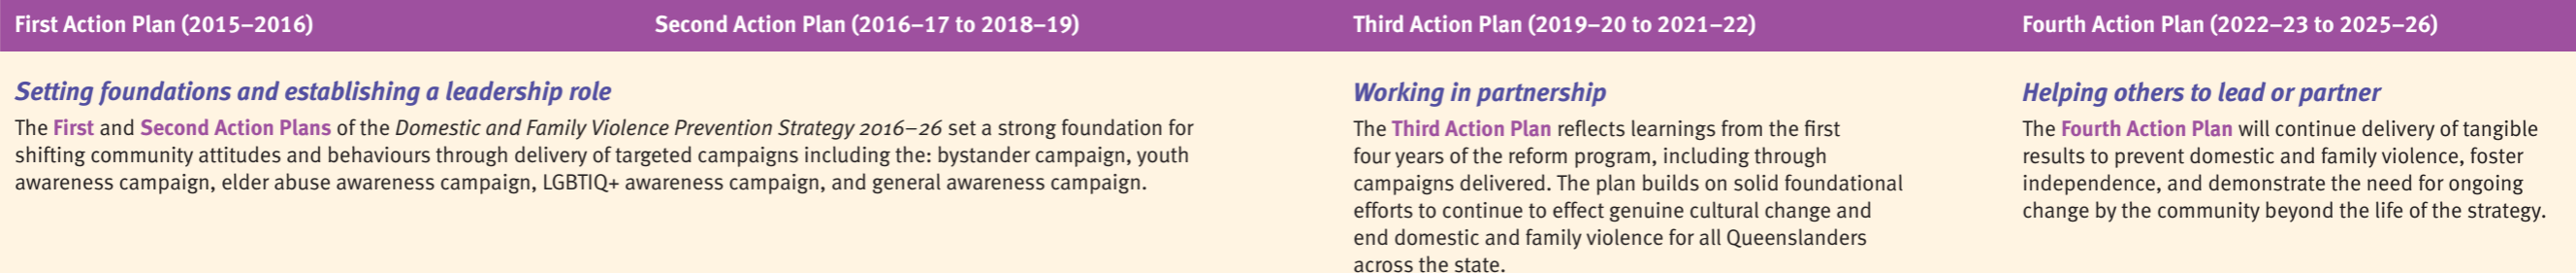 First Action Plan (2015–2016)
Second Action Plan (2016–17 to 2018–19)
Third Action Plan (2019–20 to 2021–22)
Fourth Action Plan (2022–23 to 2025–26)
Setting foundations and establishing a leadership role
The First and Second Action Plans of the Domestic and Family Violence Prevention Strategy 2016–26 set a strong foundation for
shifting community attitudes and behaviours through delivery of targeted campaigns including the: bystander campaign, youth
awareness campaign, elder abuse awareness campaign, LGBTIQ+ awareness campaign, and general awareness campaign.
Working in partnership
The Third Action Plan reflects learnings from the first
four years of the reform program, including through
campaigns delivered. The plan builds on solid foundational
efforts to continue to effect genuine cultural change and
end domestic and family violence for all Queenslanders
across the state.
Helping others to lead or partner
The Fourth Action Plan will continue delivery of tangible
results to prevent domestic and family violence, foster
independence, and demonstrate the need for ongoing
change by the community beyond the life of the strategy.